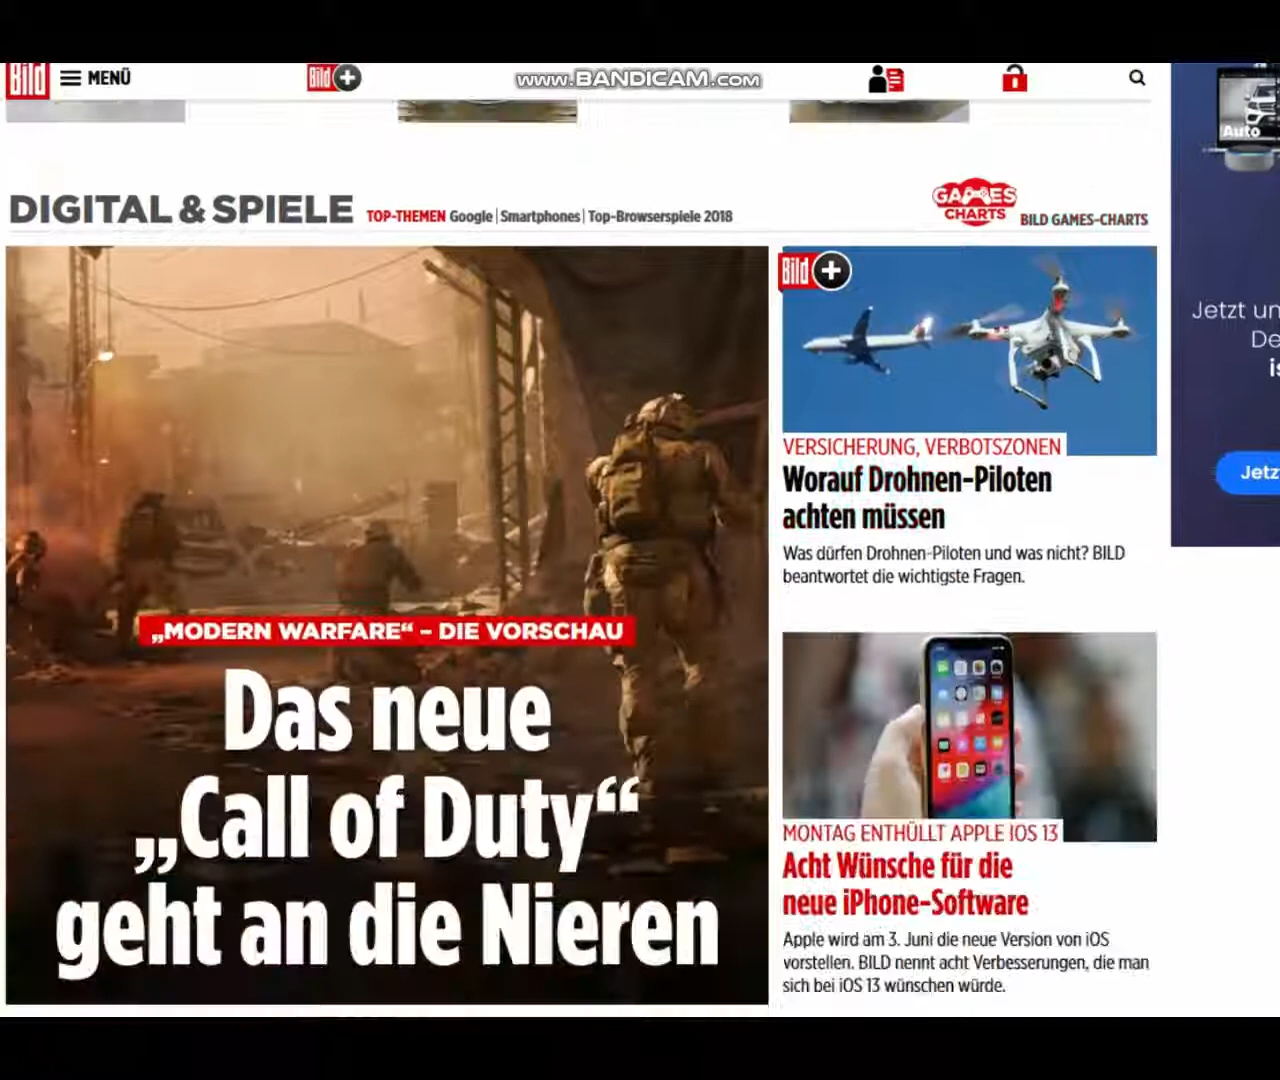 Bild MENÜ
Bild +
www.BANDICAM.com
Auto
DIGITAL & SPIELE TOP-THEMEN Google | Smartphones | Top-Browserspiele 2018
GAMES
CHARTS BILD GAMES-CHARTS
„MODERN WARFARE“ – DIE VORSCHAU
Das neue
„Call of Duty“
geht an die Nieren
Bild +
VERSICHERUNG, VERBOTSZONEN
Worauf Drohnen-Piloten
achten müssen
Was dürfen Drohnen-Piloten und was nicht? BILD
beantwortet die wichtigste Fragen.
MONTAG ENTHÜLLT APPLE IOS 13
Acht Wünsche für die
neue iPhone-Software
Apple wird am 3. Juni die neue Version von iOS
vorstellen. BILD nennt acht Verbesserungen, die man
sich bei iOS 13 wünschen würde.
Jetzt un
De
is
Jetz